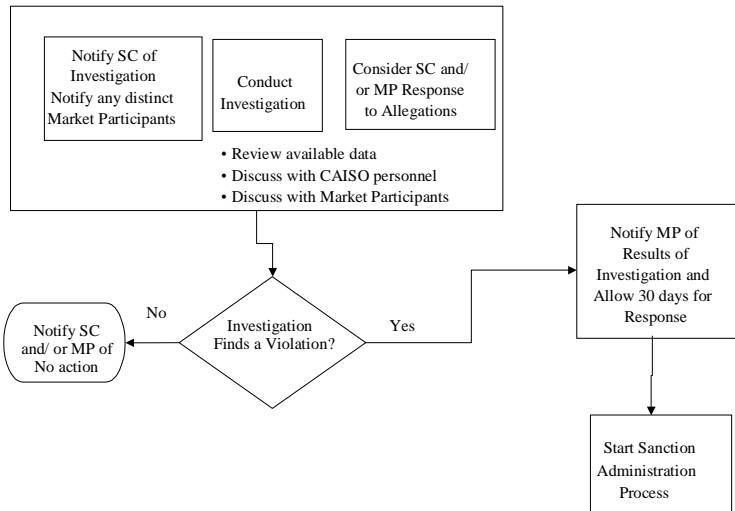 Notify SC of
Investigation
Notify any distinct
Market Participants
Conduct
Investigation
Consider SC and/
or MP Response
to Allegations
• Review available data
• Discuss with CAISO personnel
• Discuss with Market Participants
Notify MP of
Results of
Investigation and
Allow 30 days for
Response
No
Investigation
Finds a Violation?
Yes
Notify SC
and/ or MP of
No action
Start Sanction
Administration
Process